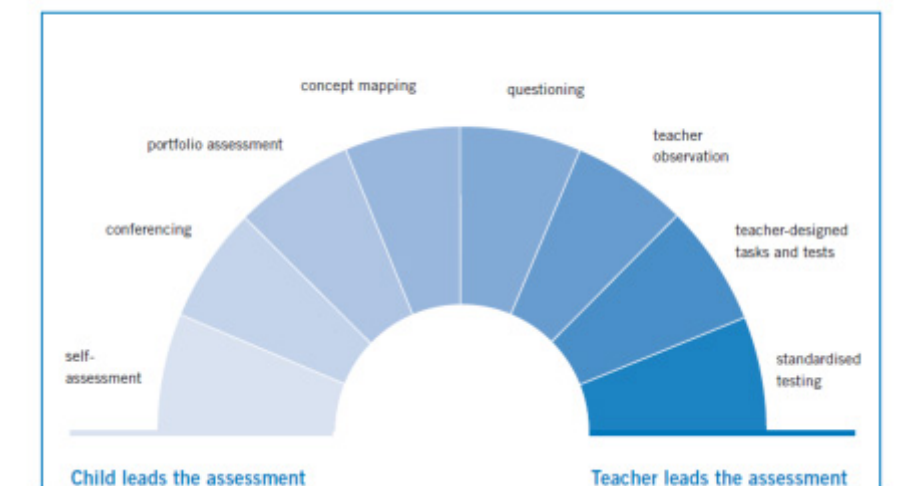 concept mapping
questioning
portfolio assessment
teacher
observation
conferencing
teacher-designed
tasks and tests
self-
assessment
standardised
testing
Child leads the assessment
Teacher leads the assessment